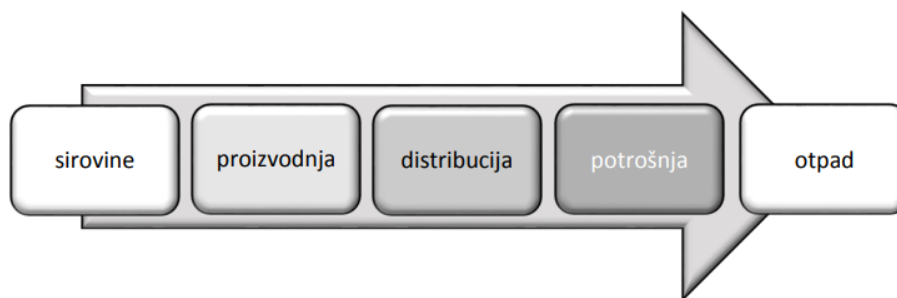 sirovine
proizvodnja
distribucija
potrošnja
otpad